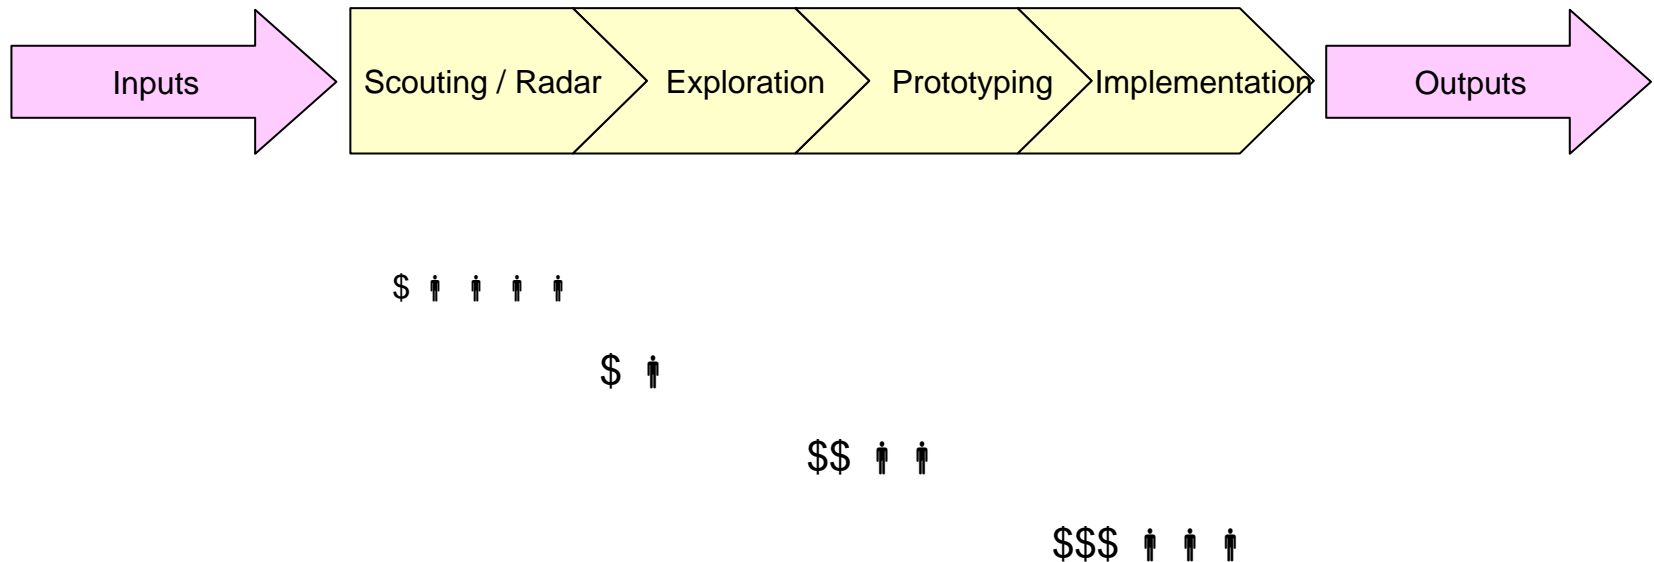 Inputs
Scouting / Radar
Exploration
Prototyping
Implementation
Outputs
$
$
$$
$$$